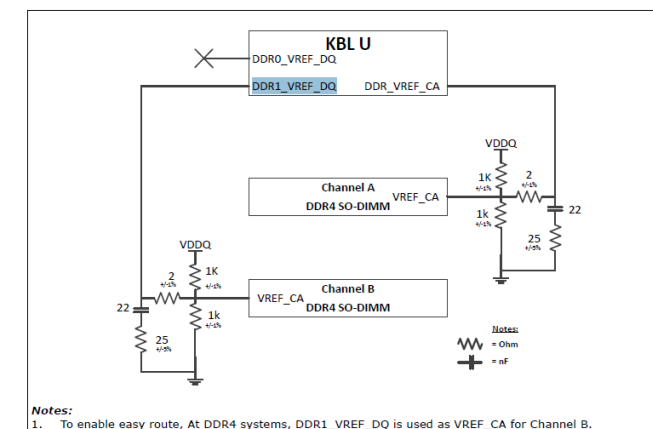 KBL U
DDR0_VREF_DQ
DDR1_VREF_DQ DDR_VREF_CA
VDDQ
1K
+/-1%
2
+/-1%
Channel A
DDR4 SO-DIMM
VREF_CA
1k
+/-1%
22
25
+/-5%
VDDQ
2
+/-1%
1K
+/-1%
Channel B
DDR4 SO-DIMM
VREF_CA
22
1k
+/-1%
25
+/-5%
Notes:
= Ohm
= nF
Notes:
1. To enable easy route, At DDR4 systems, DDR1_VREF_DQ is used as VREF_CA for Channel B.